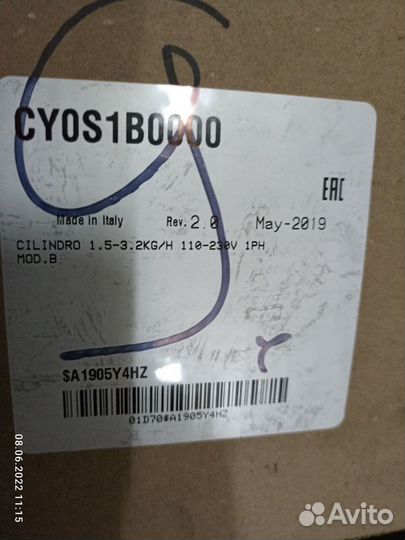 CY0S1B0000
EAC
Made in Italy Rev. 2.0 May-2019
CILINDRO 1.5-3.2KG/H 110-230V 1PH
MOD.B
$A1905Y4HZ
01D70#A1905Y4HZ
08.06.2022 11:15
Avito